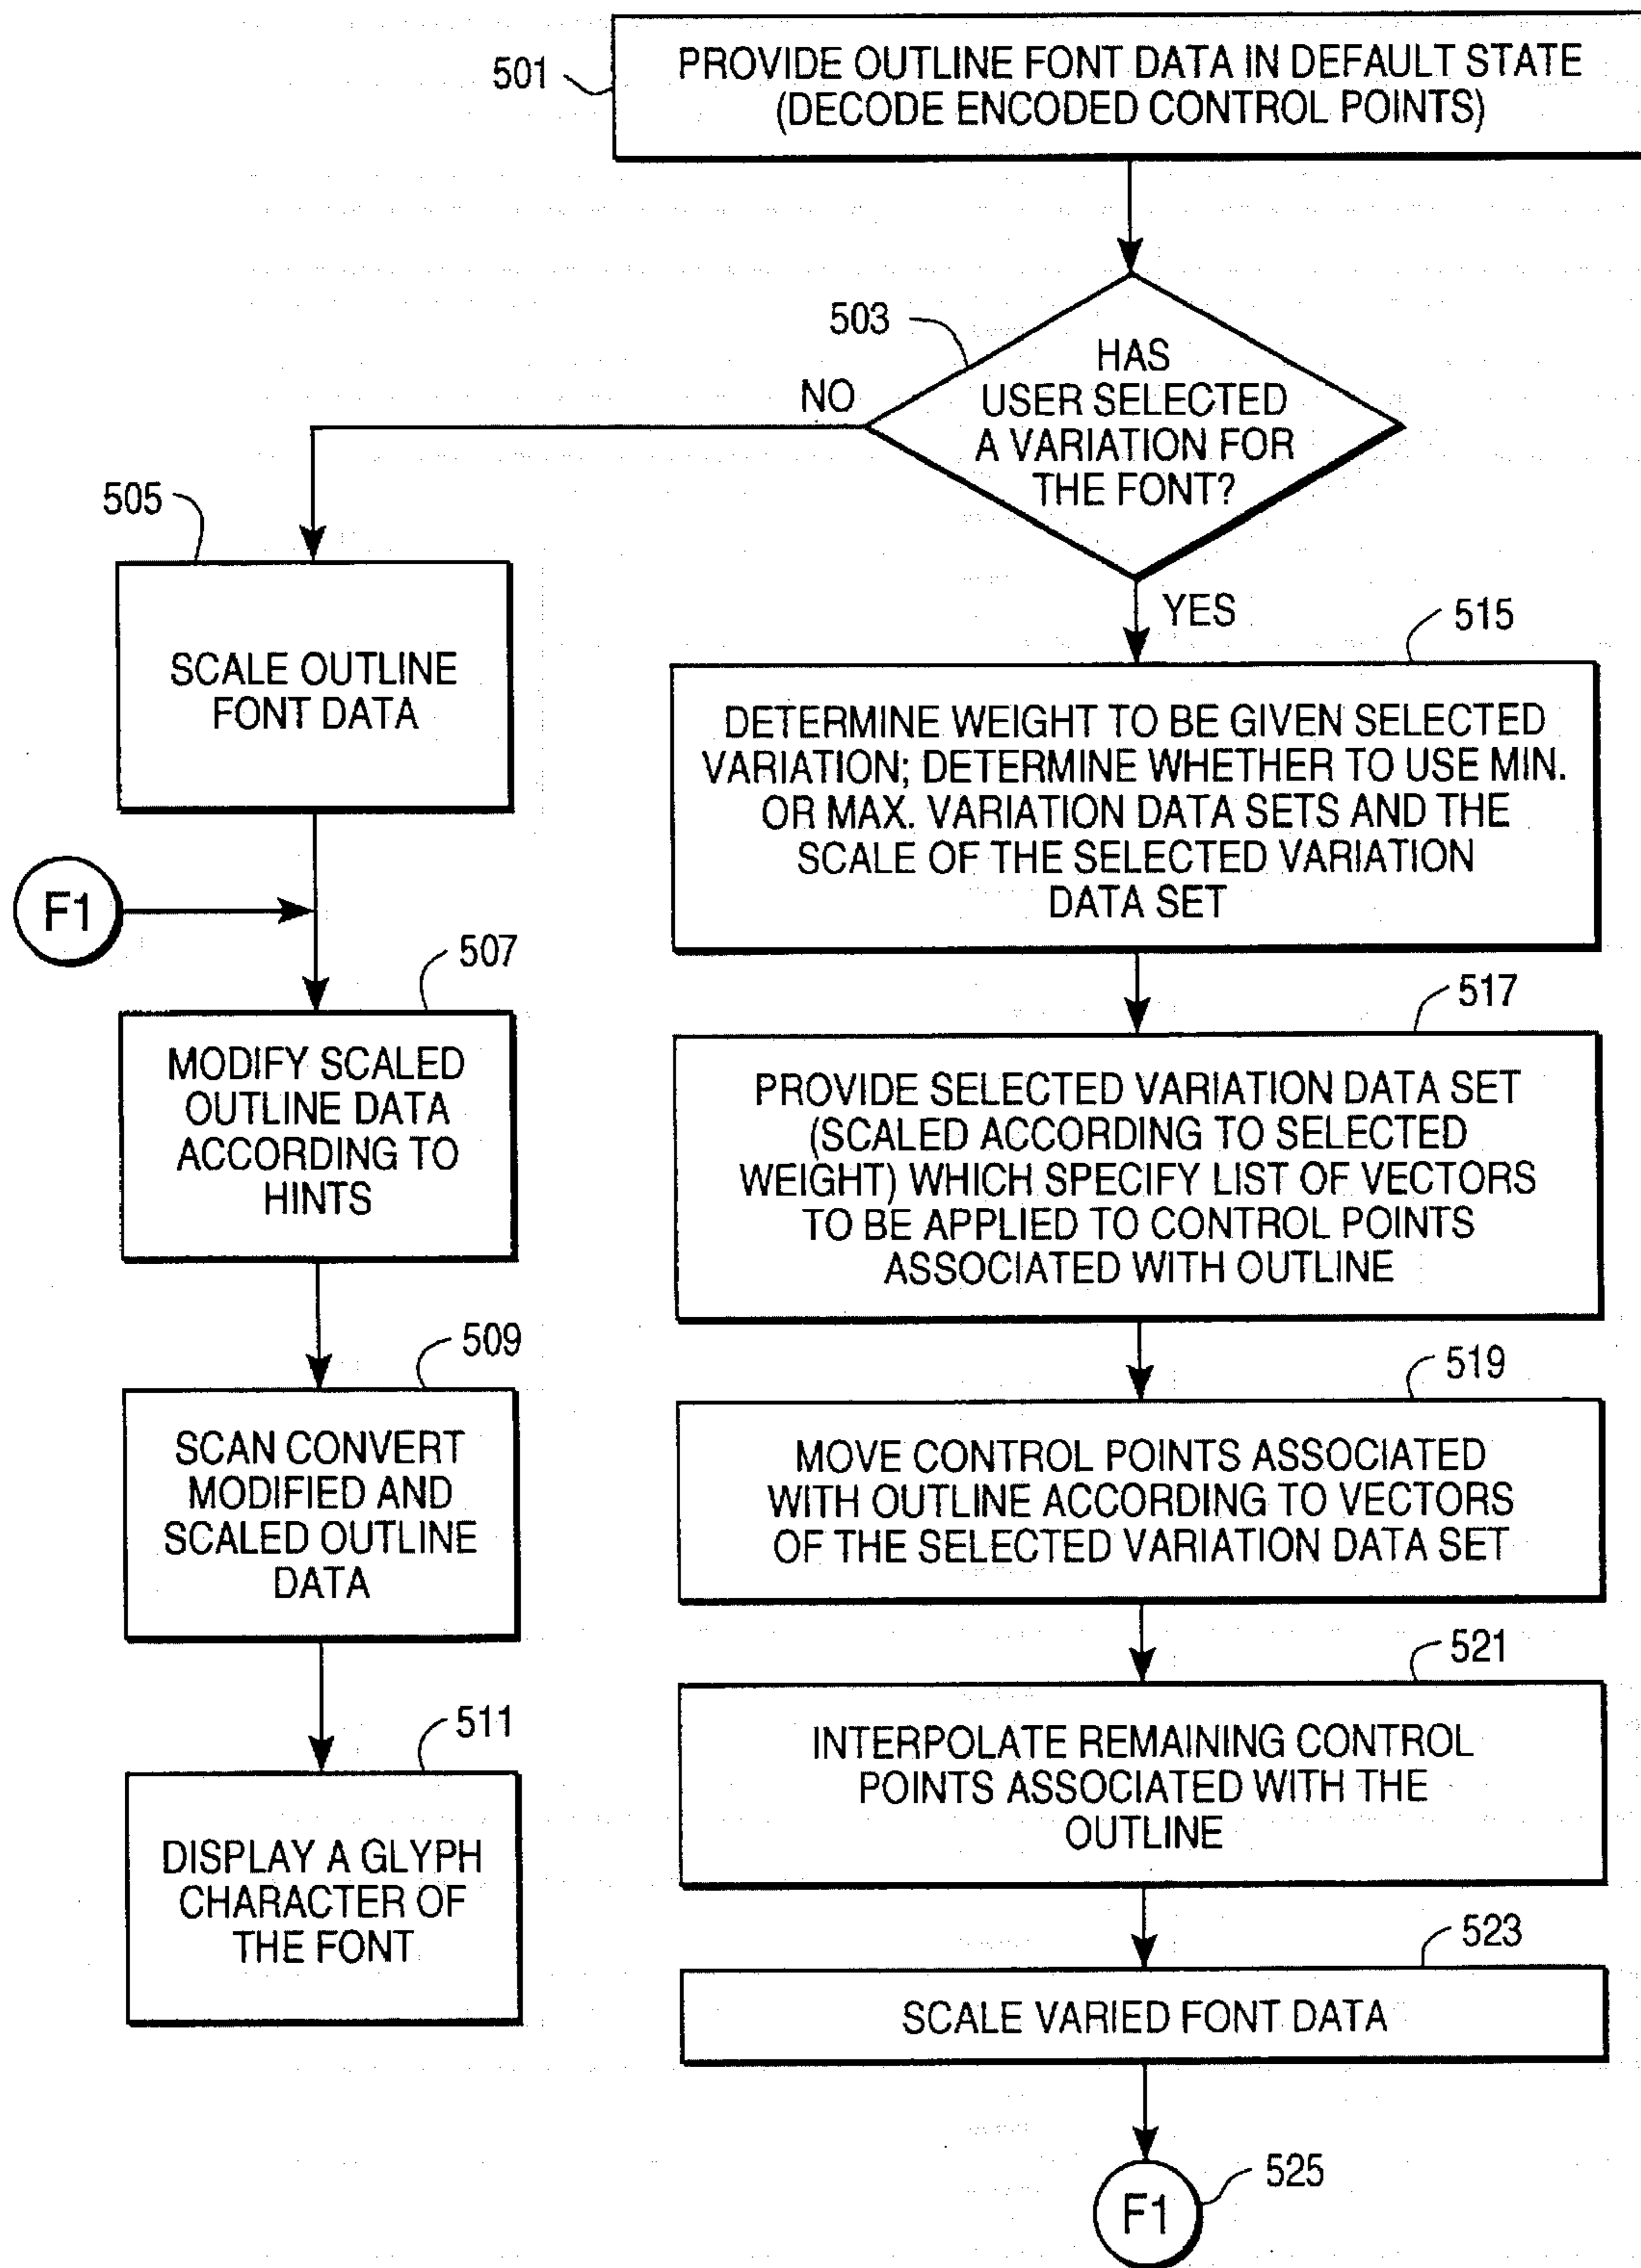 501
PROVIDE OUTLINE FONT DATA IN DEFAULT STATE
(DECODE ENCODED CONTROL POINTS)
503
HAS
USER SELECTED
A VARIATION FOR
THE FONT?
NO
YES
505
SCALE OUTLINE
FONT DATA
F1
507
MODIFY SCALED
OUTLINE DATA
ACCORDING TO
HINTS
509
SCAN CONVERT
MODIFIED AND
SCALED OUTLINE
DATA
511
DISPLAY A GLYPH
CHARACTER OF
THE FONT
515
DETERMINE WEIGHT TO BE GIVEN SELECTED
VARIATION; DETERMINE WHETHER TO USE MIN.
OR MAX. VARIATION DATA SETS AND THE
SCALE OF THE SELECTED VARIATION
DATA SET
517
PROVIDE SELECTED VARIATION DATA SET
(SCALED ACCORDING TO SELECTED
WEIGHT) WHICH SPECIFY LIST OF VECTORS
TO BE APPLIED TO CONTROL POINTS
ASSOCIATED WITH OUTLINE
519
MOVE CONTROL POINTS ASSOCIATED
WITH OUTLINE ACCORDING TO VECTORS
OF THE SELECTED VARIATION DATA SET
521
INTERPOLATE REMAINING CONTROL
POINTS ASSOCIATED WITH THE
OUTLINE
523
SCALE VARIED FONT DATA
F1
525